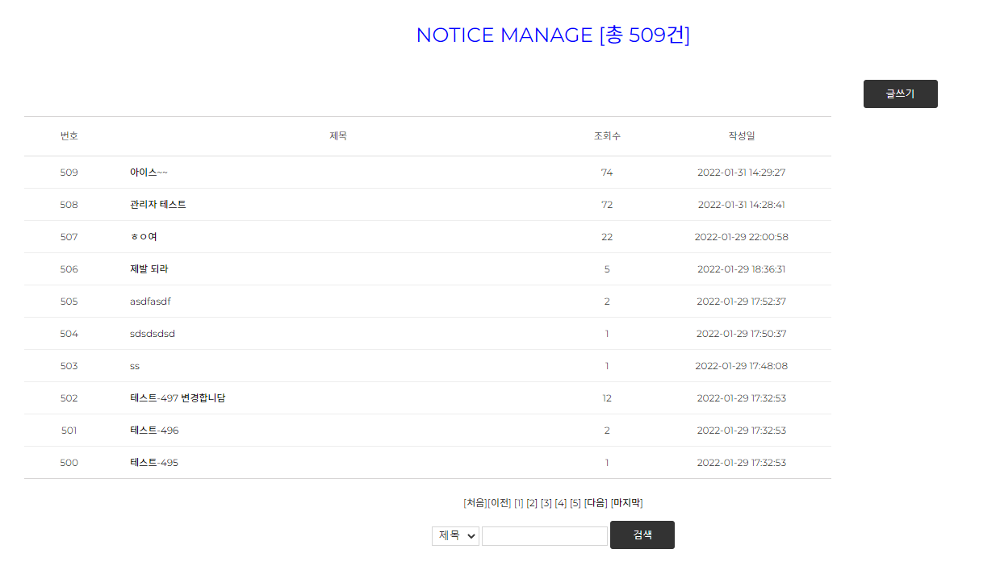 NOTICE MANAGE [총 509건]
글쓰기
번호 제목 조회수 작성일
509 아이스~~ 74 2022-01-31 14:29:27
508 관리자 테스트 72 2022-01-31 14:28:41
507 ㅎㅇ여 22 2022-01-29 22:00:58
506 제발 되라 5 2022-01-29 18:36:31
505 asdfasdf 2 2022-01-29 17:52:37
504 sdsdsdsd 1 2022-01-29 17:50:37
503 ss 1 2022-01-29 17:48:08
502 테스트-497 변경합니담 12 2022-01-29 17:32:53
501 테스트-496 2 2022-01-29 17:32:53
500 테스트-495 1 2022-01-29 17:32:53
[처음][이전] [1] [2] [3] [4] [5] [다음] [마지막]
제목 검색